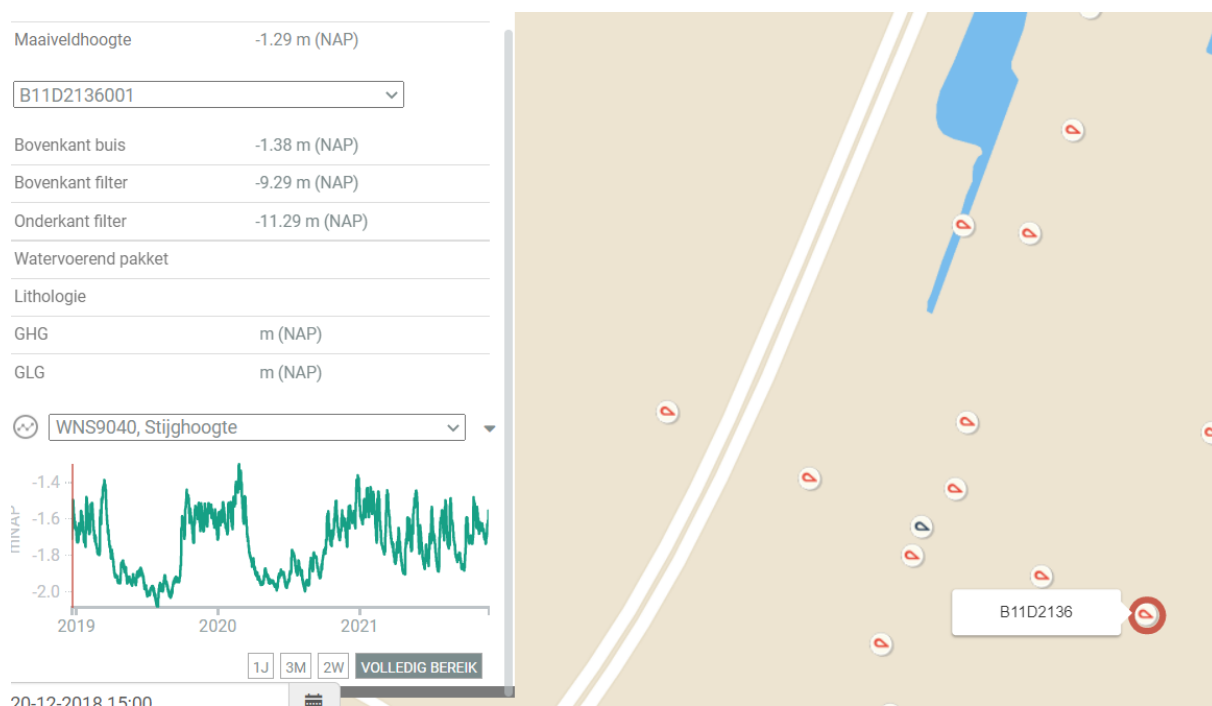 Maaiveldhoogte -1.29 m (NAP)
B11D2136001
Bovenkant buis -1.38 m (NAP)
Bovenkant filter -9.29 m (NAP)
Onderkant filter -11.29 m (NAP)
Watervoerend pakket
Lithologie
GHG m (NAP)
GLG m (NAP)
WNS9040, Stijghoogte
mNAP
-1.4
-1.6
-1.8
-2.0
2019 2020 2021
1J 3M 2W VOLLEDIG BEREIK
20-12-2018 15:00
B11D2136